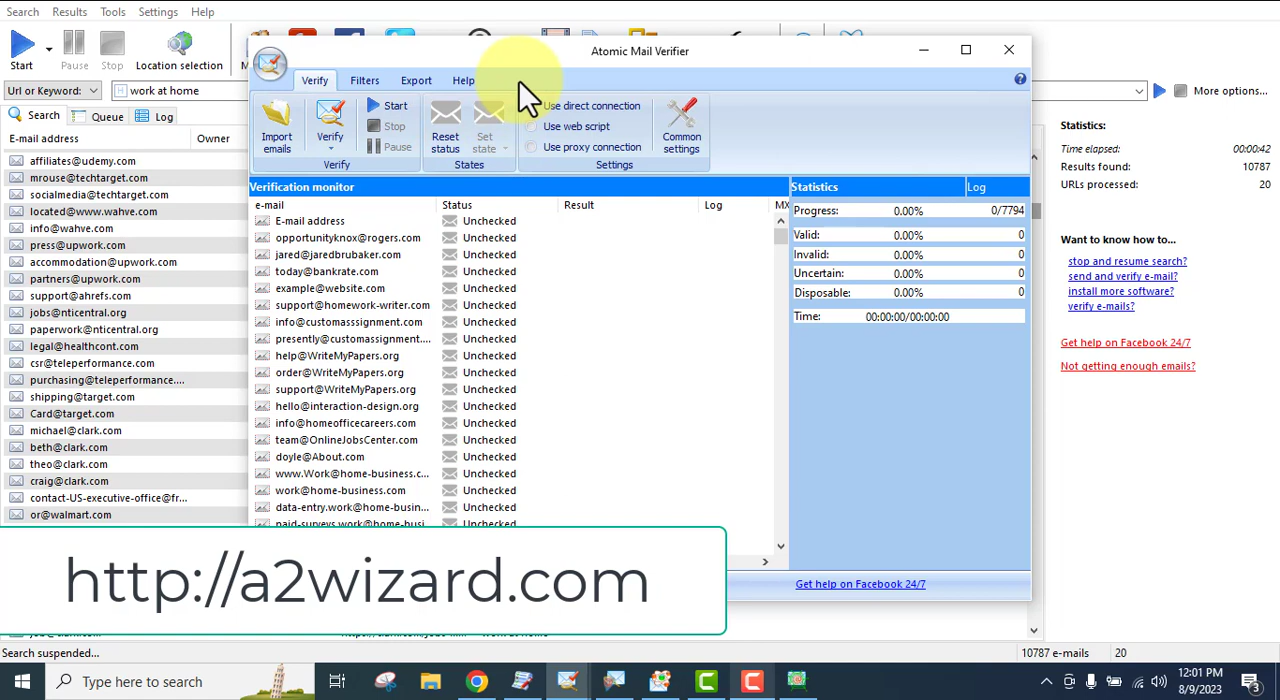 Search Results Tools Settings Help
Start Pause Stop Location selection
Url or Keyword: work at home More options...
Search Queue Log
E-mail address Owner
affiliates@udemy.com
mrouse@techtarget.com
socialmedia@techtarget.com
located@www.wahve.com
info@wahve.com
press@upwork.com
accommodation@upwork.com
partners@upwork.com
support@ahrefs.com
jobs@nticentral.org
paperwork@nticentral.org
legal@healthcont.com
csr@teleperformance.com
purchasing@teleperformance....
shipping@target.com
Card@target.com
michael@clark.com
beth@clark.com
theo@clark.com
craig@clark.com
contact-US-executive-office@fr...
or@walmart.com
Atomic Mail Verifier
Verify Filters Export Help
Import emails
Verify
Start
Stop
Pause
Verify
Reset status
Set state
States
Use direct connection
Use web script
Use proxy connection
Common settings
Settings
Verification monitor
e-mail Status Result Log MX
E-mail address Unchecked
opportunityknox@rogers.com Unchecked
jared@jaredbrubaker.com Unchecked
today@bankrate.com Unchecked
example@website.com Unchecked
support@homework-writer.com Unchecked
info@customasssignment.com Unchecked
presently@customassignment.... Unchecked
help@WriteMyPapers.org Unchecked
order@WriteMyPapers.org Unchecked
support@WriteMyPapers.org Unchecked
hello@interaction-design.org Unchecked
info@homeofficecareers.com Unchecked
team@OnlineJobsCenter.com Unchecked
doyle@About.com Unchecked
www.Work@home-business.c... Unchecked
work@home-business.com Unchecked
data-entry.work@home-busin... Unchecked
paid-surveys.work@home-busi... Unchecked
Statistics Log
Progress: 0.00% 0/7794
Valid: 0.00% 0
Invalid: 0.00% 0
Uncertain: 0.00% 0
Disposable: 0.00% 0
Time: 00:00:00/00:00:00
Get help on Facebook 24/7
Statistics:
Time elapsed: 00:00:42
Results found: 10787
URLs processed: 20
Want to know how to...
stop and resume search?
send and verify e-mail?
install more software?
verify e-mails?
Get help on Facebook 24/7
Not getting enough emails?
http://a2wizard.com
Search suspended... 10787 e-mails 20
Type here to search
12:01 PM
8/9/2023
3